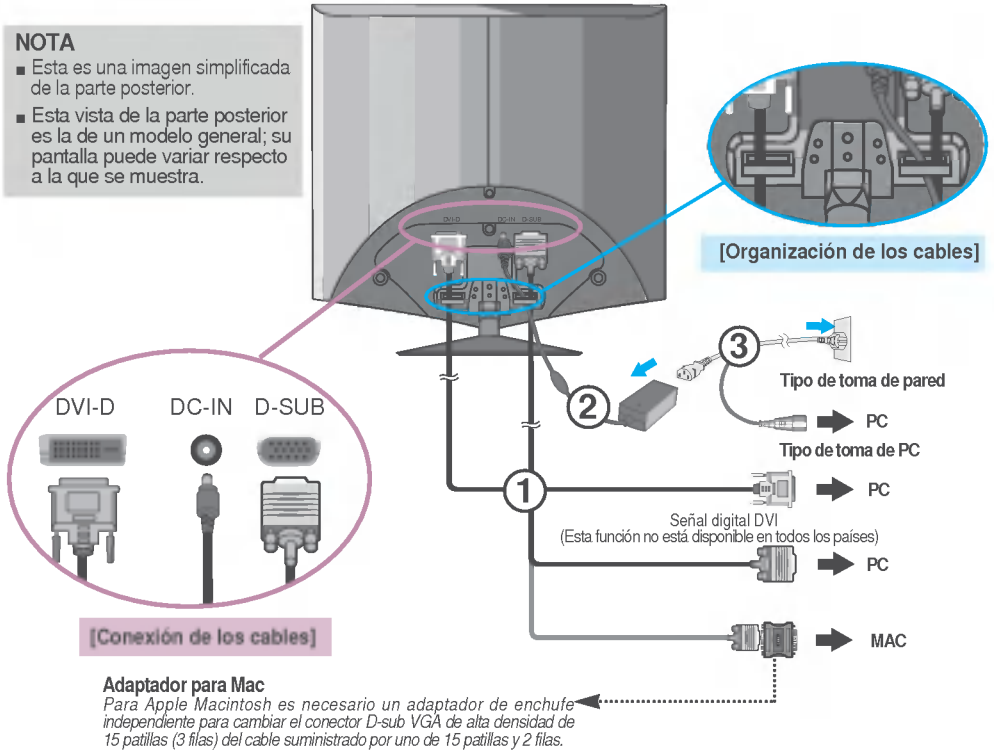 NOTA
■ Esta es una imagen simplificada
de la parte posterior.
■ Esta vista de la parte posterior
es la de un modelo general; su
pantalla puede variar respecto
a la que se muestra.
DVI-D DC-IN D-SUB
[Organización de los cables]
3
Tipo de toma de pared
2
PC
Tipo de toma de PC
DVI-D DC-IN D-SUB
1
PC
Señal digital DVI
(Esta función no está disponible en todos los países)
PC
[Conexión de los cables]
MAC
Adaptador para Mac
Para Apple Macintosh es necesario un adaptador de enchufe
independiente para cambiar el conector D-sub VGA de alta densidad de
15 patillas (3 filas) del cable suministrado por uno de 15 patillas y 2 filas.